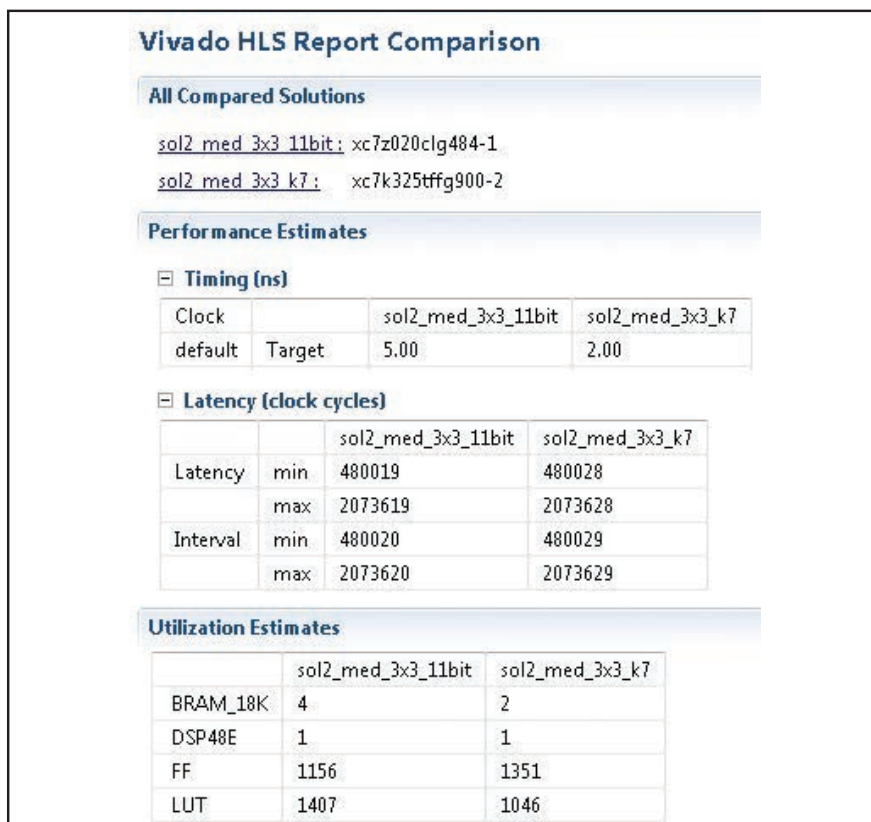 Vivado HLS Report Comparison
All Compared Solutions
sol2_med_3x3_11bit: xc7z020clg484-1
sol2_med_3x3_k7: xc7k325tffg900-2
Performance Estimates
Timing (ns)
Clock sol2_med_3x3_11bit sol2_med_3x3_k7
default Target 5.00 2.00
Latency (clock cycles)
sol2_med_3x3_11bit sol2_med_3x3_k7
Latency min 480019 480028
max 2073619 2073628
Interval min 480020 480029
max 2073620 2073629
Utilization Estimates
sol2_med_3x3_11bit sol2_med_3x3_k7
BRAM_18K 4 2
DSP48E 1 1
FF 1156 1351
LUT 1407 1046